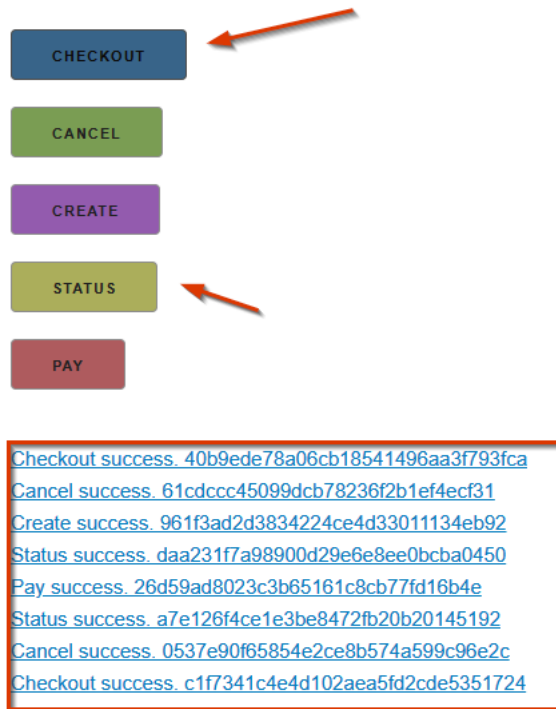 CHECKOUT
CANCEL
CREATE
STATUS
PAY
Checkout success. 40b9ede78a06cb18541496aa3f793fca
Cancel success. 61cdccc45099dcb78236f2b1ef4ecf31
Create success. 961f3ad2d3834224ce4d33011134eb92
Status success. daa231f7a98900d29e6e8ee0bcba0450
Pay success. 26d59ad8023c3b65161c8cb77fd16b4e
Status success. a7e126f4ce1e3be8472fb20b20145192
Cancel success. 0537e90f65854e2ce8b574a599c96e2c
Checkout success. c1f7341c4e4d102aea5fd2cde5351724